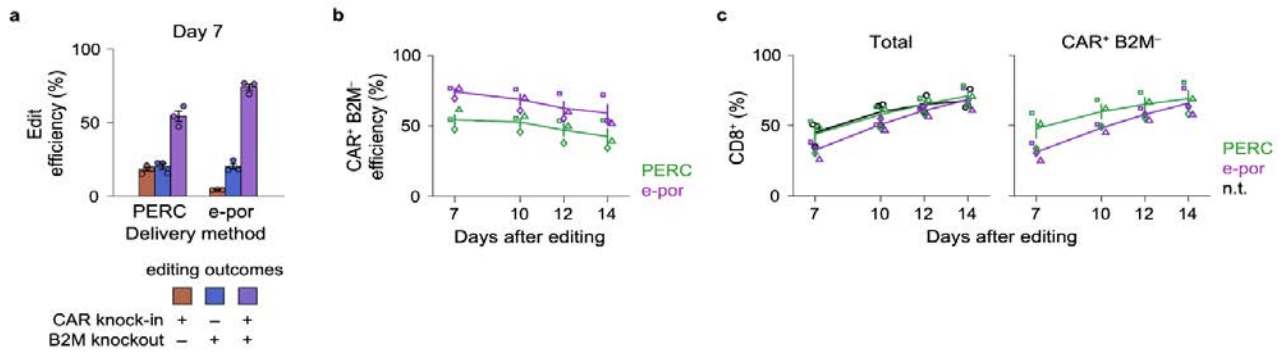 a
Day 7
100
50
0
Edit
efficiency (%)
PERC e-por
Delivery method
editing outcomes
CAR knock-in + – +
B2M knockout – + +
b
100
50
0
CAR⁺ B2M⁻
efficiency (%)
7 10 12 14
Days after editing
PERC
e-por
c
Total
CAR⁺ B2M⁻
100
50
0
CD8⁺ (%)
7 10 12 14
7 10 12 14
Days after editing
PERC
e-por
n.t.